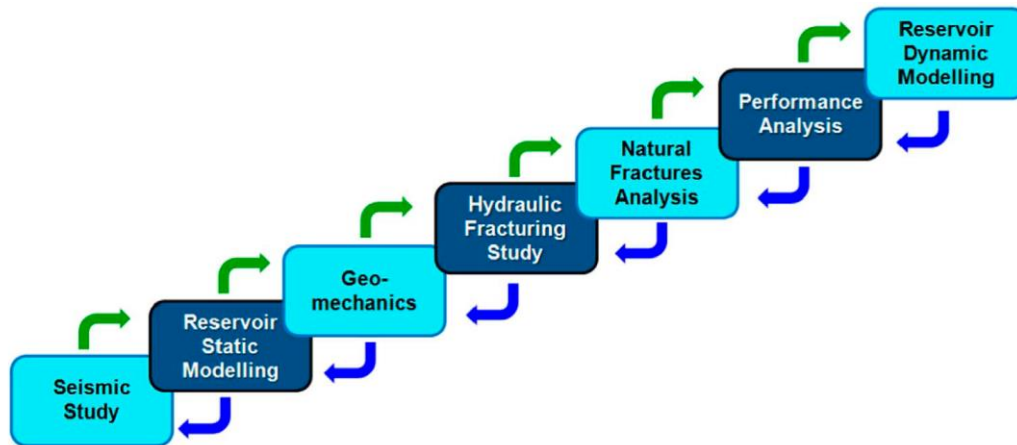 Seismic
Study
Reservoir
Static
Modelling
Geo-
mechanics
Hydraulic
Fracturing
Study
Natural
Fractures
Analysis
Performance
Analysis
Reservoir
Dynamic
Modelling